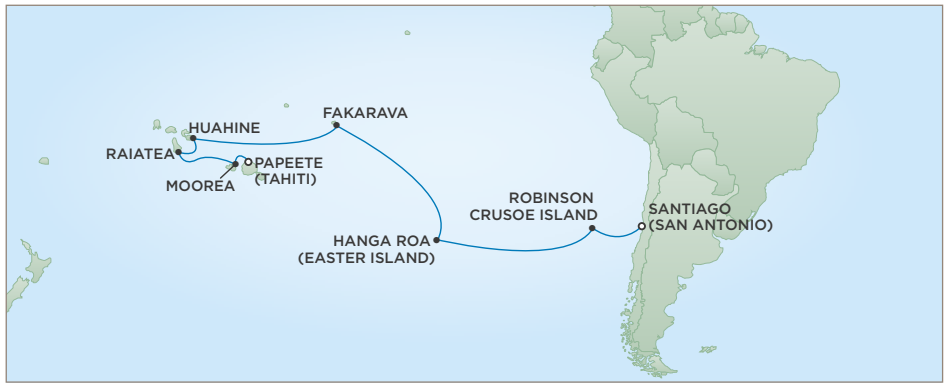 FAKARAVA
HUAHINE
RAIATEA
PAPEETE
(TAHITI)
MOOREA
ROBINSON
CRUSOE ISLAND
SANTIAGO
(SAN ANTONIO)
HANGA ROA
(EASTER ISLAND)